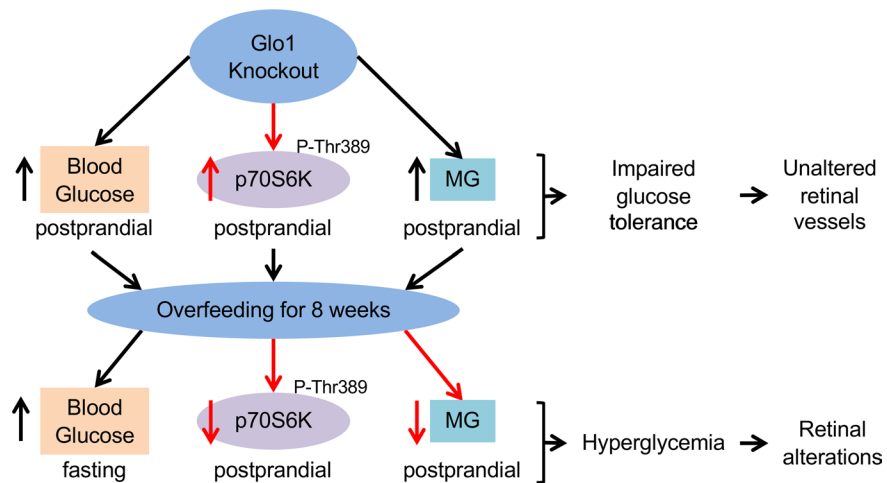 Glo1
Knockout
P-Thr389
Blood
Glucose
p70S6K
MG
postprandial
postprandial
postprandial
Impaired
glucose
tolerance
Unaltered
retinal
vessels
Overfeeding for 8 weeks
P-Thr389
Blood
Glucose
p70S6K
MG
fasting
postprandial
postprandial
Hyperglycemia
Retinal
alterations